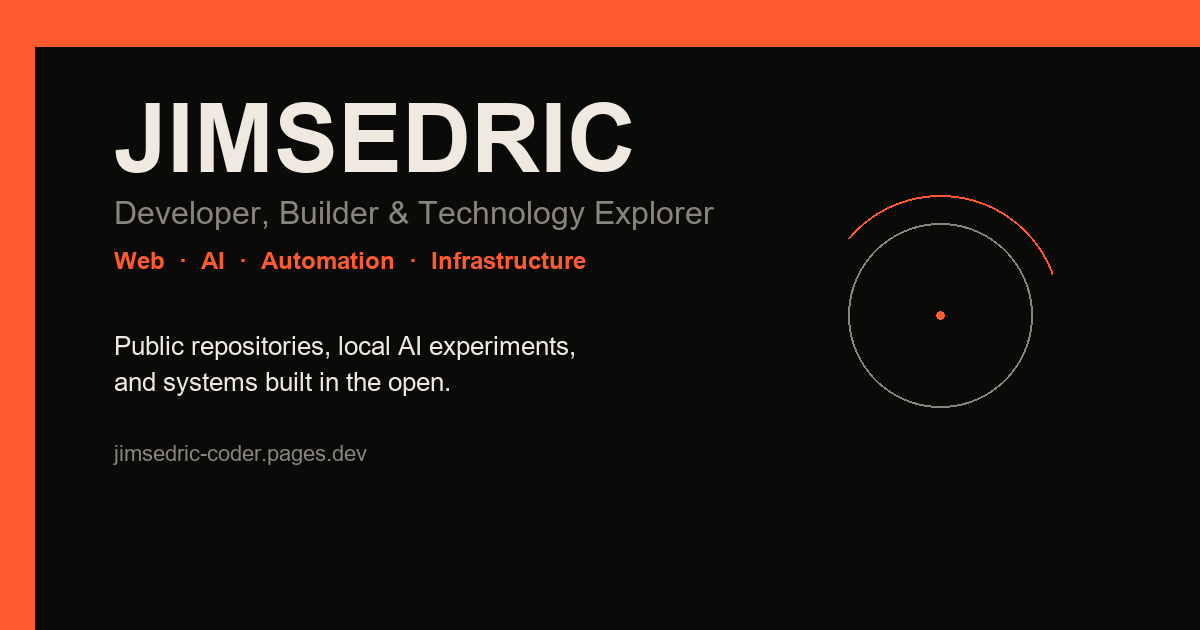 JIMSEDRIC
Developer, Builder & Technology Explorer
Web · AI · Automation · Infrastructure
Public repositories, local AI experiments,
and systems built in the open.
jimsedric-coder.pages.dev